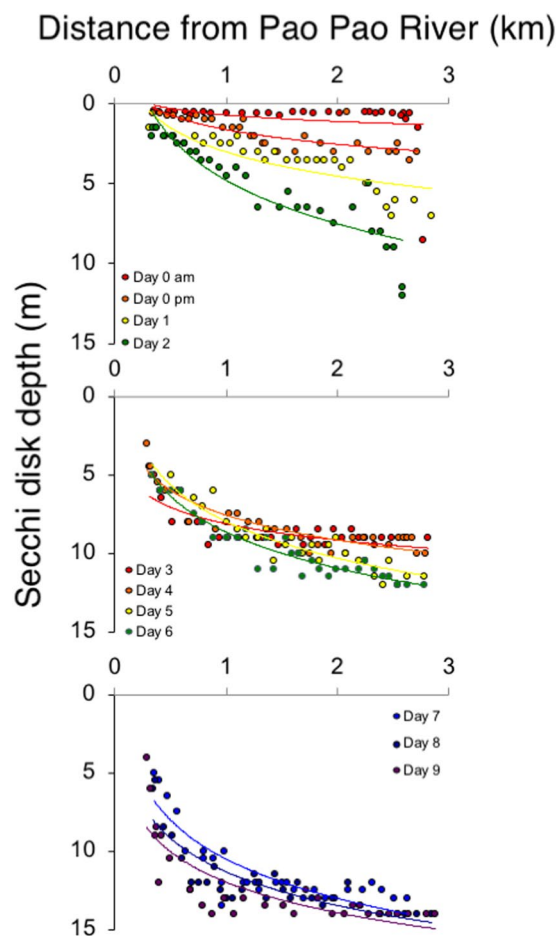 Distance from Pao Pao River (km)
0 1 2 3
0
5
10
15
Day 0 am
Day 0 pm
Day 1
Day 2
Secchi disk depth (m)
0 1 2 3
0
5
10
15
Day 3
Day 4
Day 5
Day 6
0 1 2 3
0
5
10
15
Day 7
Day 8
Day 9